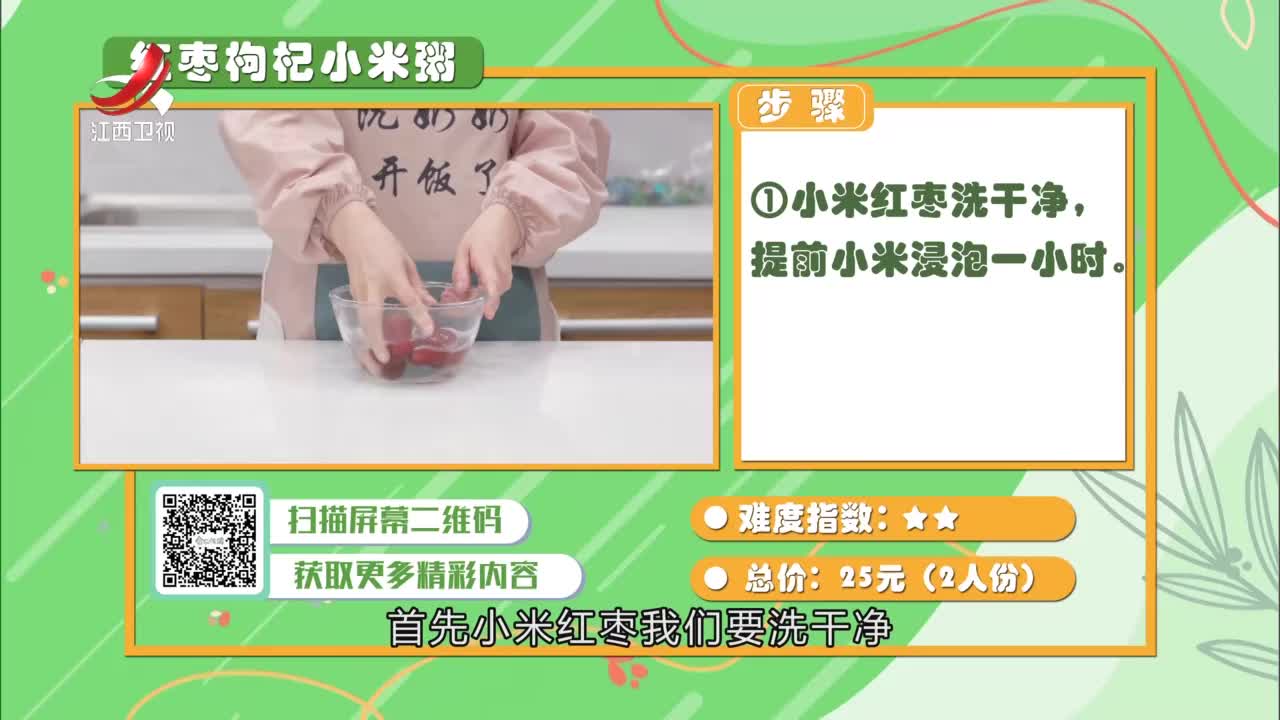 红枣枸杞小米粥
江西卫视
洗奶奶
开饭了
步骤
①小米红枣洗干净，
提前小米浸泡一小时。
扫描屏幕二维码
获取更多精彩内容
难度指数：★★
总价：25元（2人份）
首先小米红枣我们要洗干净